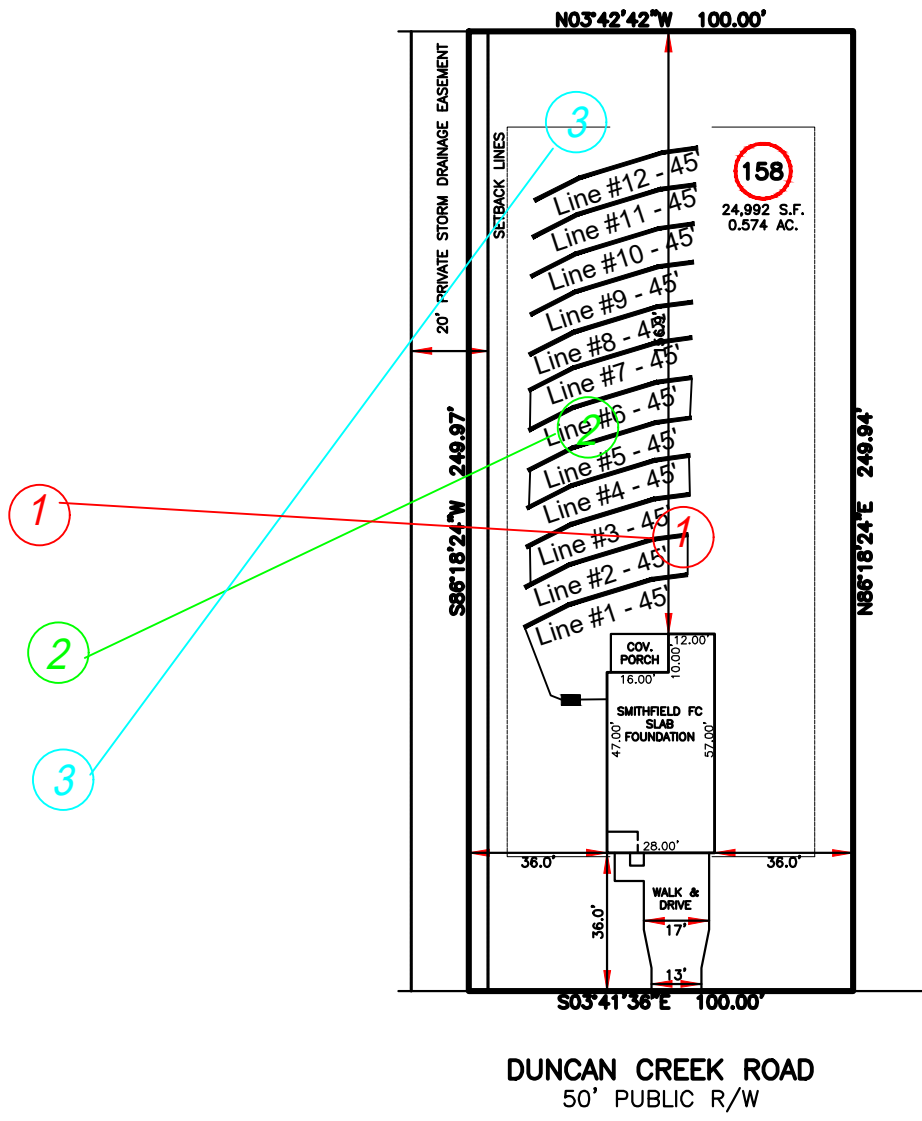 N03°42'42"W 100.00'
20' PRIVATE STORM DRAINAGE EASEMENT
SETBACK LINES
3
158
24,992 S.F.
0.574 AC.
Line #12 - 45'
Line #11 - 45'
Line #10 - 45'
Line #9 - 45'
Line #8 - 45'
Line #7 - 45'
Line #6 - 45'
Line #5 - 45'
Line #4 - 45'
Line #3 - 45'
Line #2 - 45'
Line #1 - 45'
2
1
1
2
3
S86°18'24"W 249.97'
N86°18'24"E 249.94'
COV.
PORCH
12.00'
10.00'
16.00'
SMITHFIELD FC
SLAB
FOUNDATION
47.00'
57.00'
28.00'
36.0'
36.0'
36.0'
WALK &
DRIVE
17'
13'
S03°41'36"E 100.00'
DUNCAN CREEK ROAD
50' PUBLIC R/W